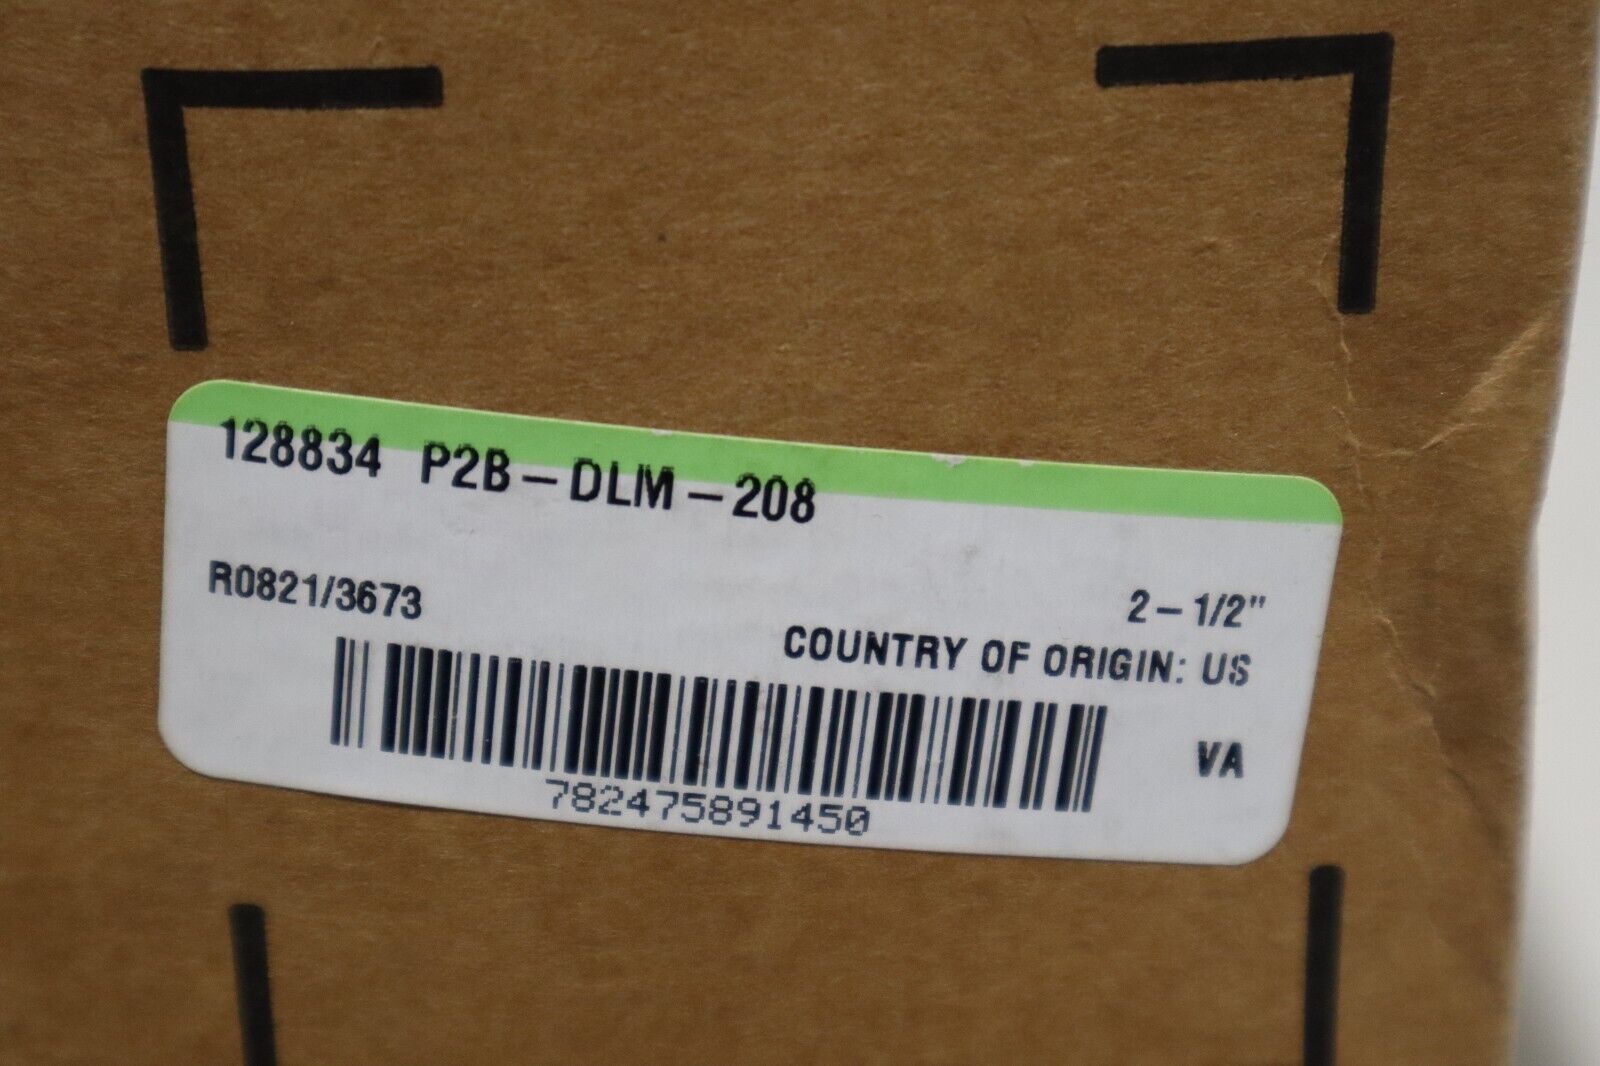 128834 P2B-DLM-208
R0821/3673
2-1/2"
COUNTRY OF ORIGIN: US
VA
782475891450